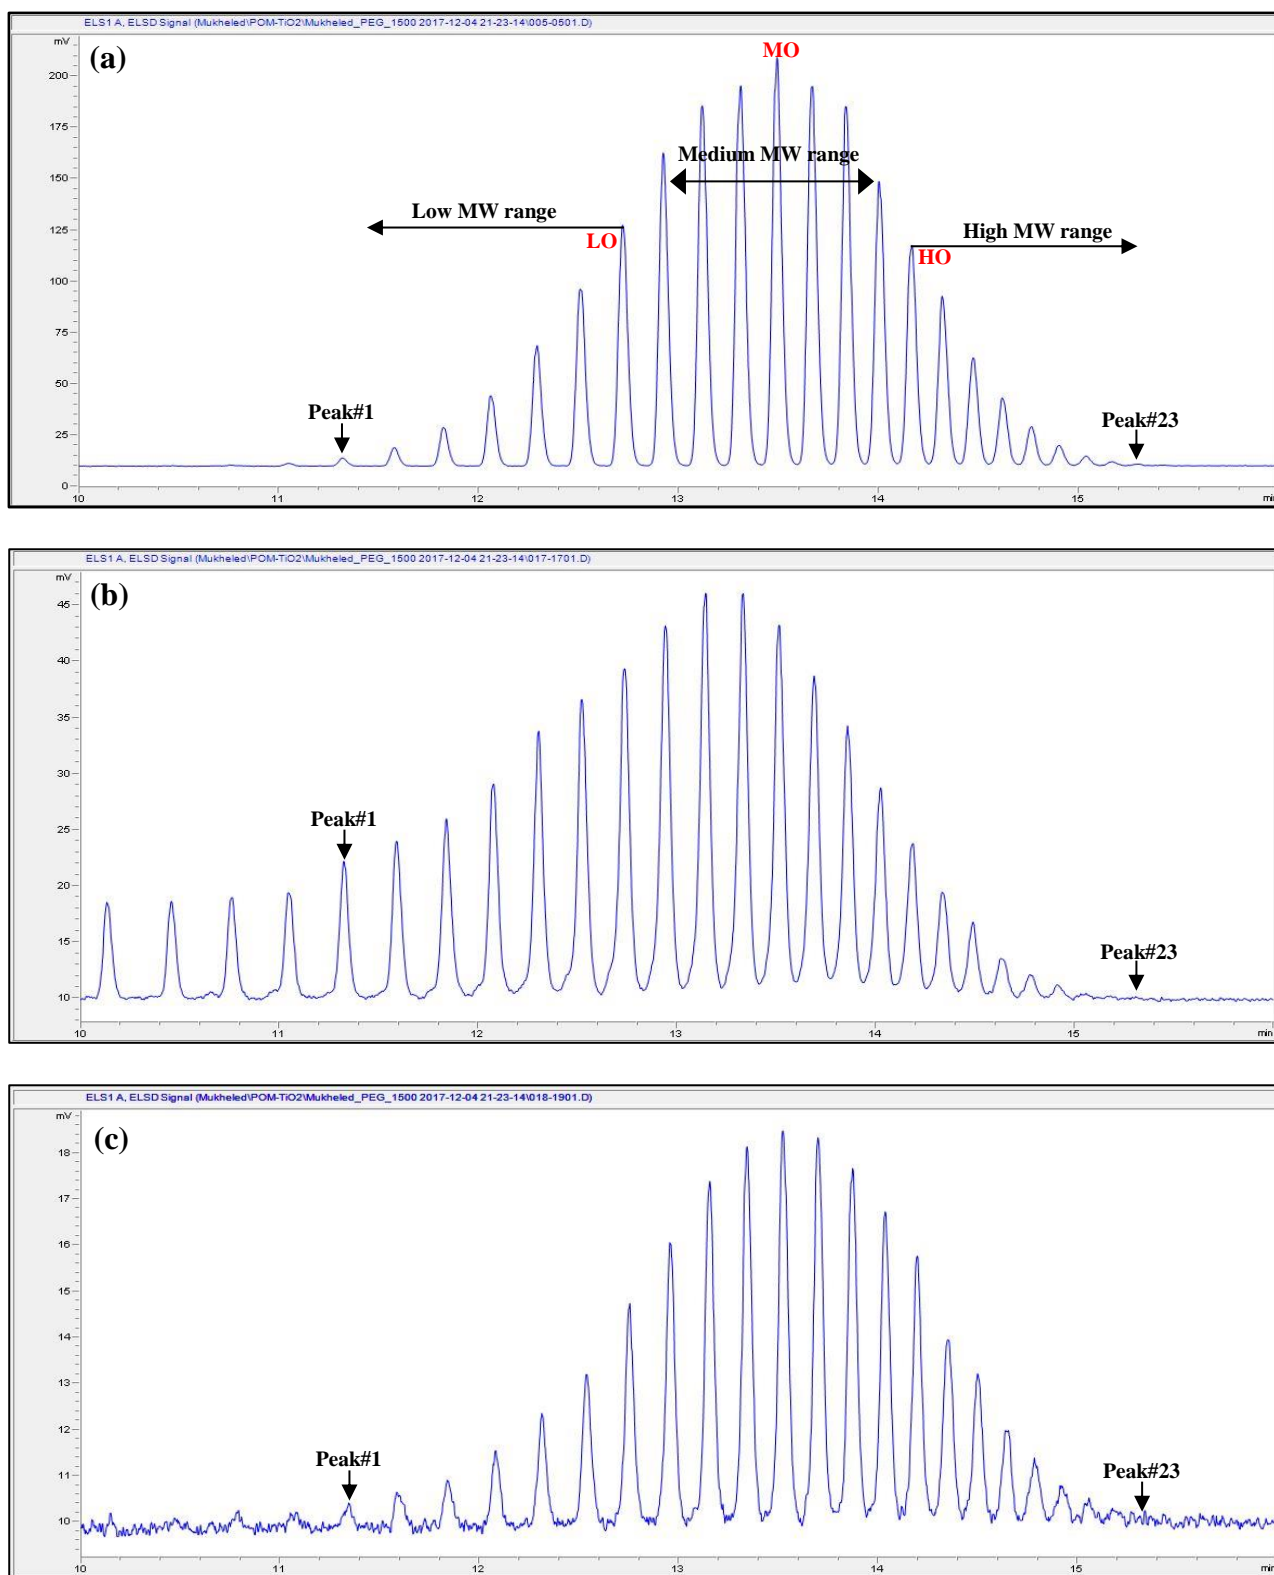 ELS1 A, ELSD Signal (Mukheled\POM-TiO2\Mukheled_PEG_1500 2017-12-04 21-23-14\005-0501.D)
mV
(a)
MO
200
175
Medium MW range
150
Low MW range
125
LO
High MW range
HO
100
75
50
Peak#1
Peak#23
25
0
10 11 12 13 14 15 min
ELS1 A, ELSD Signal (Mukheled\POM-TiO2\Mukheled_PEG_1500 2017-12-04 21-23-14\017-1701.D)
mV
(b)
45
40
35
30
Peak#1
25
20
15
Peak#23
10
10 11 12 13 14 15 min
ELS1 A, ELSD Signal (Mukheled\POM-TiO2\Mukheled_PEG_1500 2017-12-04 21-23-14\018-1901.D)
mV
(c)
18
17
16
15
14
13
12
Peak#1
Peak#23
11
10
10 11 12 13 14 15 min